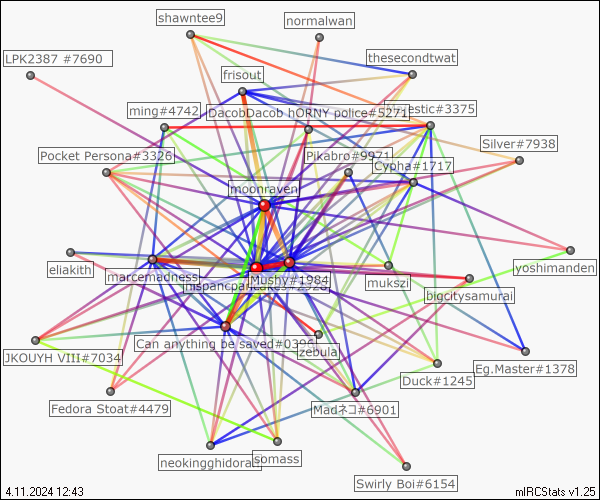 shawntee9
normalwan
LPK2387 #7690
thesecondtwat
frisout
ming#4742
DacobDacob hORNY police#5271
estic#3375
Silver#7938
Pocket Persona#3326
Pikabro#9971
Cypha#1717
moonraven
eliakith
marcemadness
Mushy#1984
mukszi
yoshimanden
bigcitysamurai
Can anything be saved#0398
zebula
JKOUYH VIII#7034
Eg.Master#1378
Duck#1245
Fedora Stoat#4479
Madネコ#6901
neokingghidorah
somass
Swirly Boi#6154
4.11.2024 12:43
mIRCStats v1.25